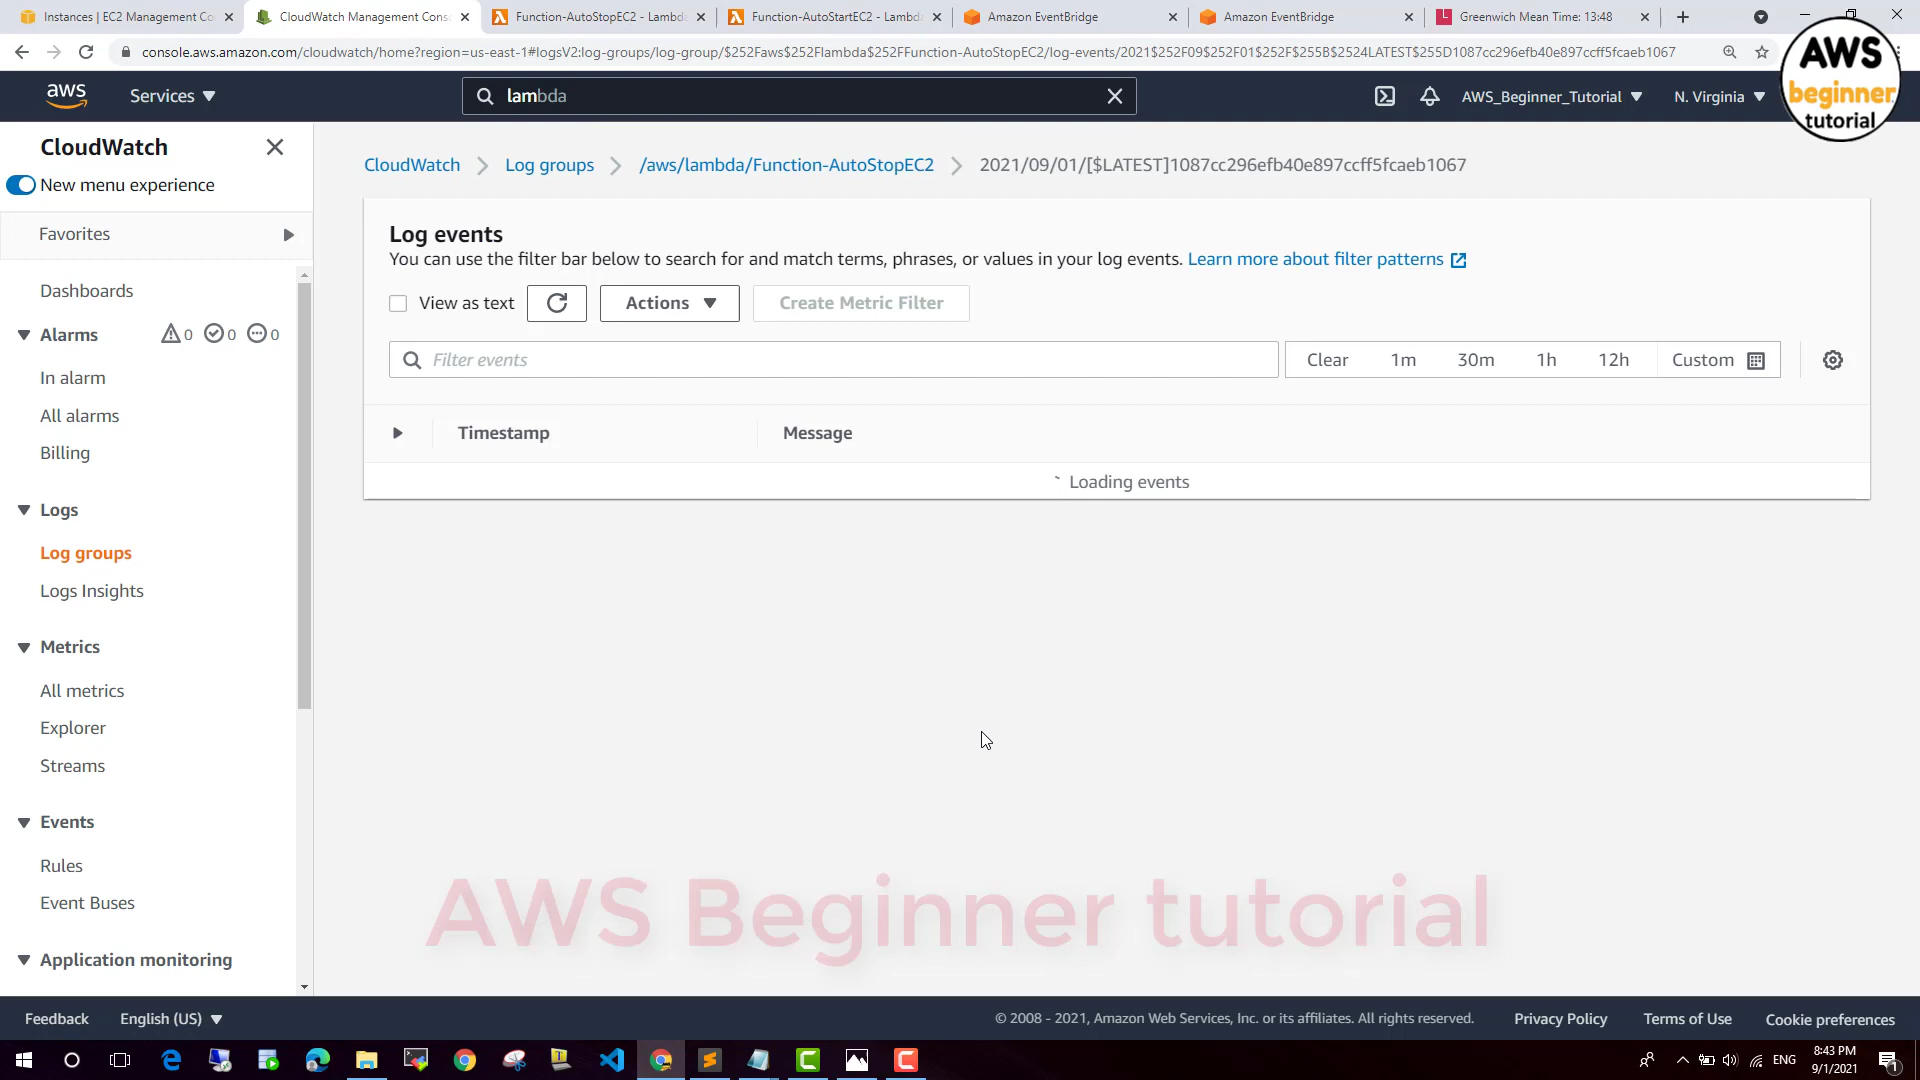 Instances | EC2 Management Co
CloudWatch Management Conso
Function-AutoStopEC2 - Lambda
Function-AutoStartEC2 - Lambda
Amazon EventBridge
Amazon EventBridge
Greenwich Mean Time: 13:48
console.aws.amazon.com/cloudwatch/home?region=us-east-1#logsV2:log-groups/log-group/$252Faws$252Flambda$252FFunction-AutoStopEC2/log-events/2021$252F09$252F01$252F$255B$2524LATEST$255D1087cc296efb40e897ccff5fcaeb1067
aws
Services
lambda
AWS_Beginner_Tutorial
N. Virginia
AWS
beginner
tutorial
CloudWatch
New menu experience
Favorites
Dashboards
Alarms 0 0 0
In alarm
All alarms
Billing
Logs
Log groups
Logs Insights
Metrics
All metrics
Explorer
Streams
Events
Rules
Event Buses
Application monitoring
CloudWatch
Log groups
/aws/lambda/Function-AutoStopEC2
2021/09/01/[$LATEST]1087cc296efb40e897ccff5fcaeb1067
Log events
You can use the filter bar below to search for and match terms, phrases, or values in your log events. Learn more about filter patterns
View as text
Actions
Create Metric Filter
Filter events
Clear 1m 30m 1h 12h Custom
Timestamp Message
Loading events
AWS Beginner tutorial
Feedback
English (US)
© 2008 - 2021, Amazon Web Services, Inc. or its affiliates. All rights reserved.
Privacy Policy
Terms of Use
Cookie preferences
ENG
8:43 PM
9/1/2021
1